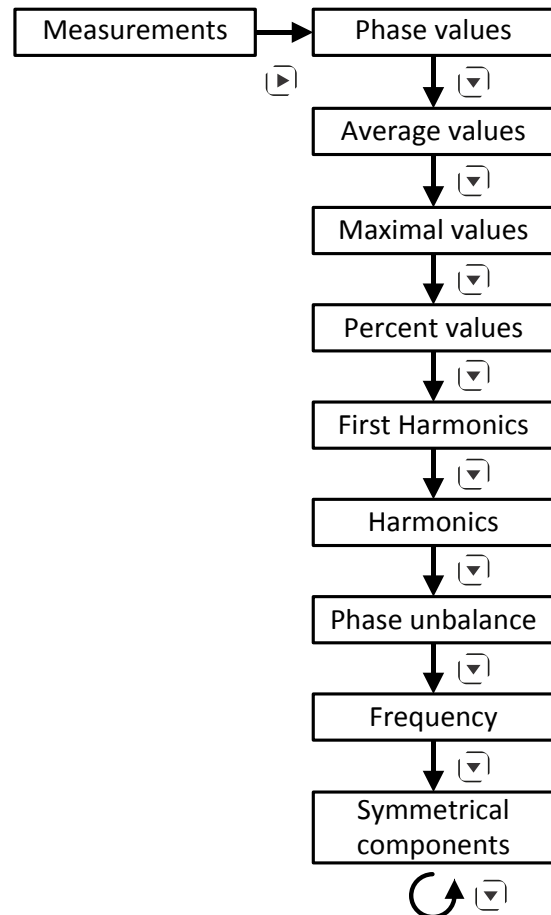 Measurements
Phase values
Average values
Maximal values
Percent values
First Harmonics
Harmonics
Phase unbalance
Frequency
Symmetrical
components